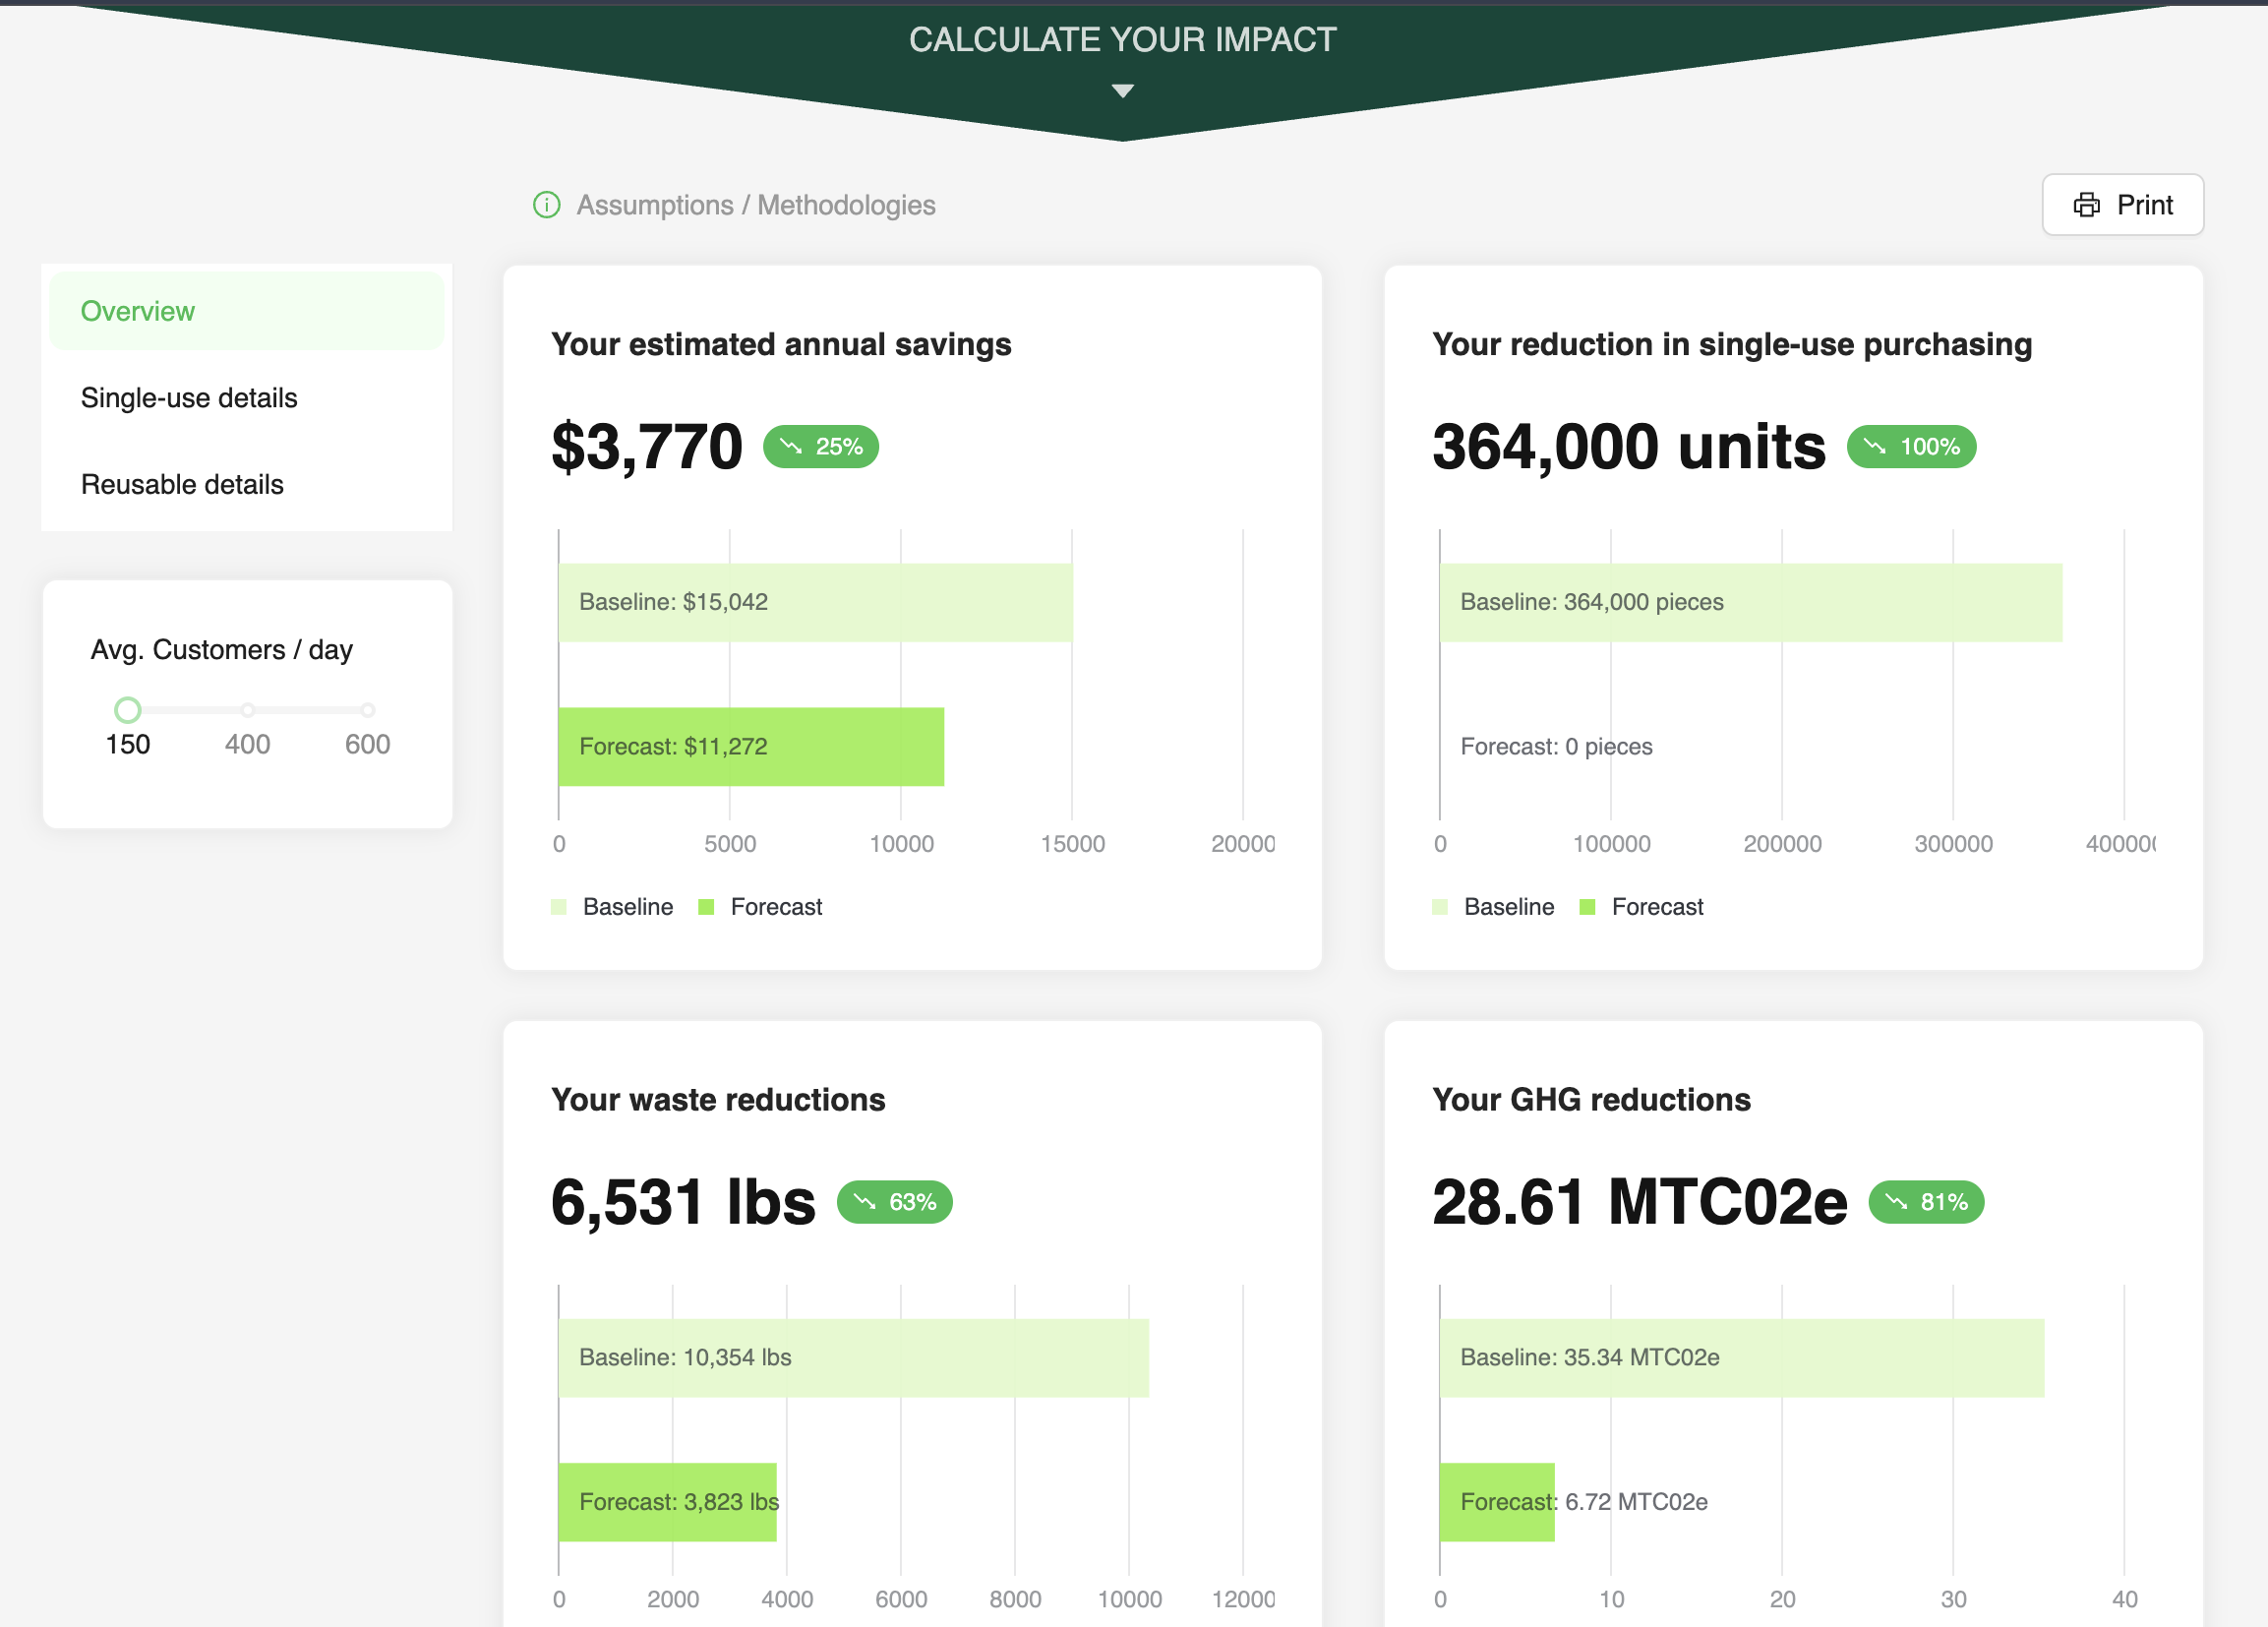 CALCULATE YOUR IMPACT
Assumptions / Methodologies
Print
Overview
Single-use details
Reusable details
Avg. Customers / day
150 400 600
Your estimated annual savings
$3,770 25%
Baseline: $15,042
Forecast: $11,272
0 5000 10000 15000 20000
Baseline Forecast
Your reduction in single-use purchasing
364,000 units 100%
Baseline: 364,000 pieces
Forecast: 0 pieces
0 100000 200000 300000 400000
Baseline Forecast
Your waste reductions
6,531 lbs 63%
Baseline: 10,354 lbs
Forecast: 3,823 lbs
0 2000 4000 6000 8000 10000 12000
Your GHG reductions
28.61 MTC02e 81%
Baseline: 35.34 MTC02e
Forecast: 6.72 MTC02e
0 10 20 30 40